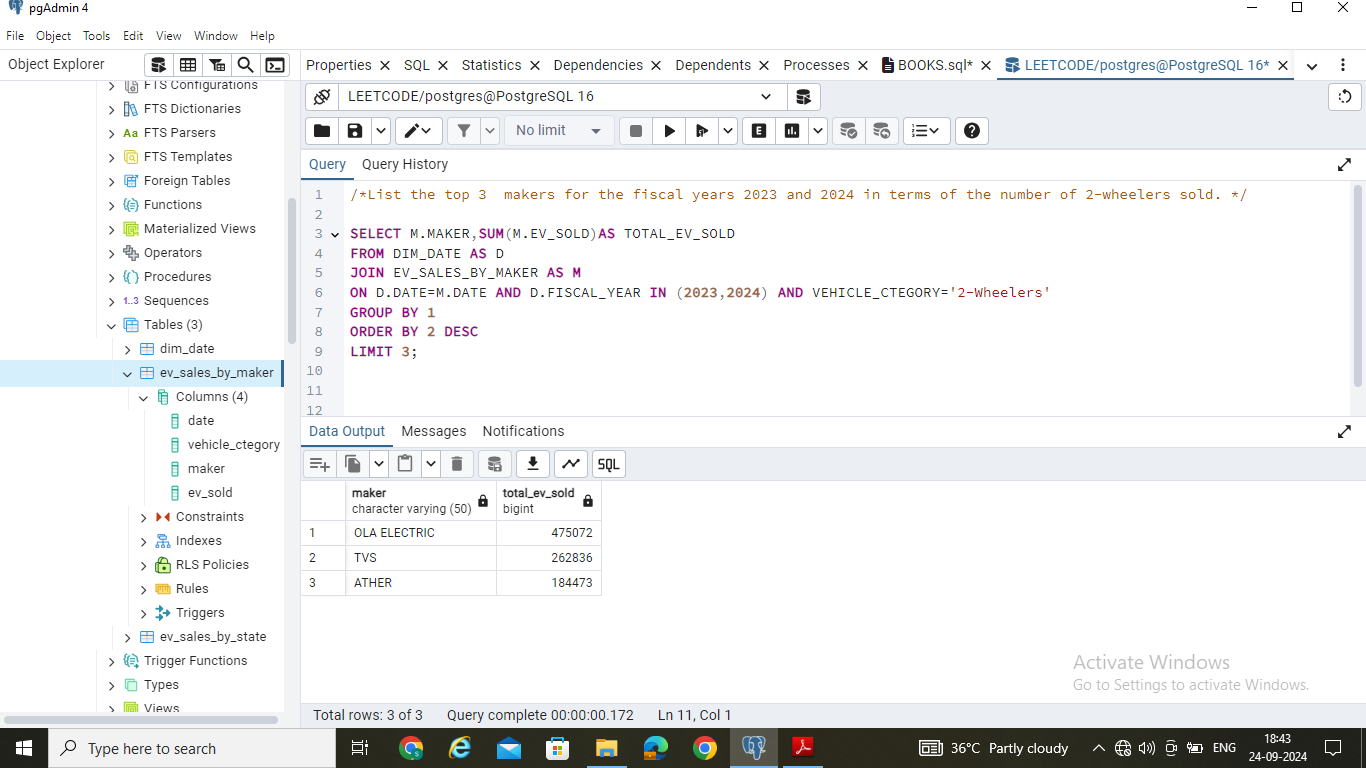 pgAdmin 4
File Object Tools Edit View Window Help
Object Explorer
Properties SQL Statistics Dependencies Dependents Processes BOOKS.sql* LEETCODE/postgres@PostgreSQL 16*
LEETCODE/postgres@PostgreSQL 16
No limit
E
SQL
Query Query History
FTS Configurations
FTS Dictionaries
Aa FTS Parsers
FTS Templates
Foreign Tables
Functions
Materialized Views
Operators
Procedures
1..3 Sequences
Tables (3)
dim_date
ev_sales_by_maker
Columns (4)
date
vehicle_ctegory
maker
ev_sold
Constraints
Indexes
RLS Policies
Rules
Triggers
ev_sales_by_state
Trigger Functions
Types
Views
1 /*List the top 3  makers for the fiscal years 2023 and 2024 in terms of the number of 2-wheelers sold. */
2
3 SELECT M.MAKER,SUM(M.EV_SOLD)AS TOTAL_EV_SOLD
4 FROM DIM_DATE AS D
5 JOIN EV_SALES_BY_MAKER AS M
6 ON D.DATE=M.DATE AND D.FISCAL_YEAR IN (2023,2024) AND VEHICLE_CTEGORY='2-Wheelers'
7 GROUP BY 1
8 ORDER BY 2 DESC
9 LIMIT 3;
10
11
12
Data Output Messages Notifications
maker total_ev_sold
character varying (50) bigint
1 OLA ELECTRIC 475072
2 TVS 262836
3 ATHER 184473
Activate Windows
Go to Settings to activate Windows.
Total rows: 3 of 3 Query complete 00:00:00.172 Ln 11, Col 1
Type here to search
36°C Partly cloudy ENG 18:43
24-09-2024